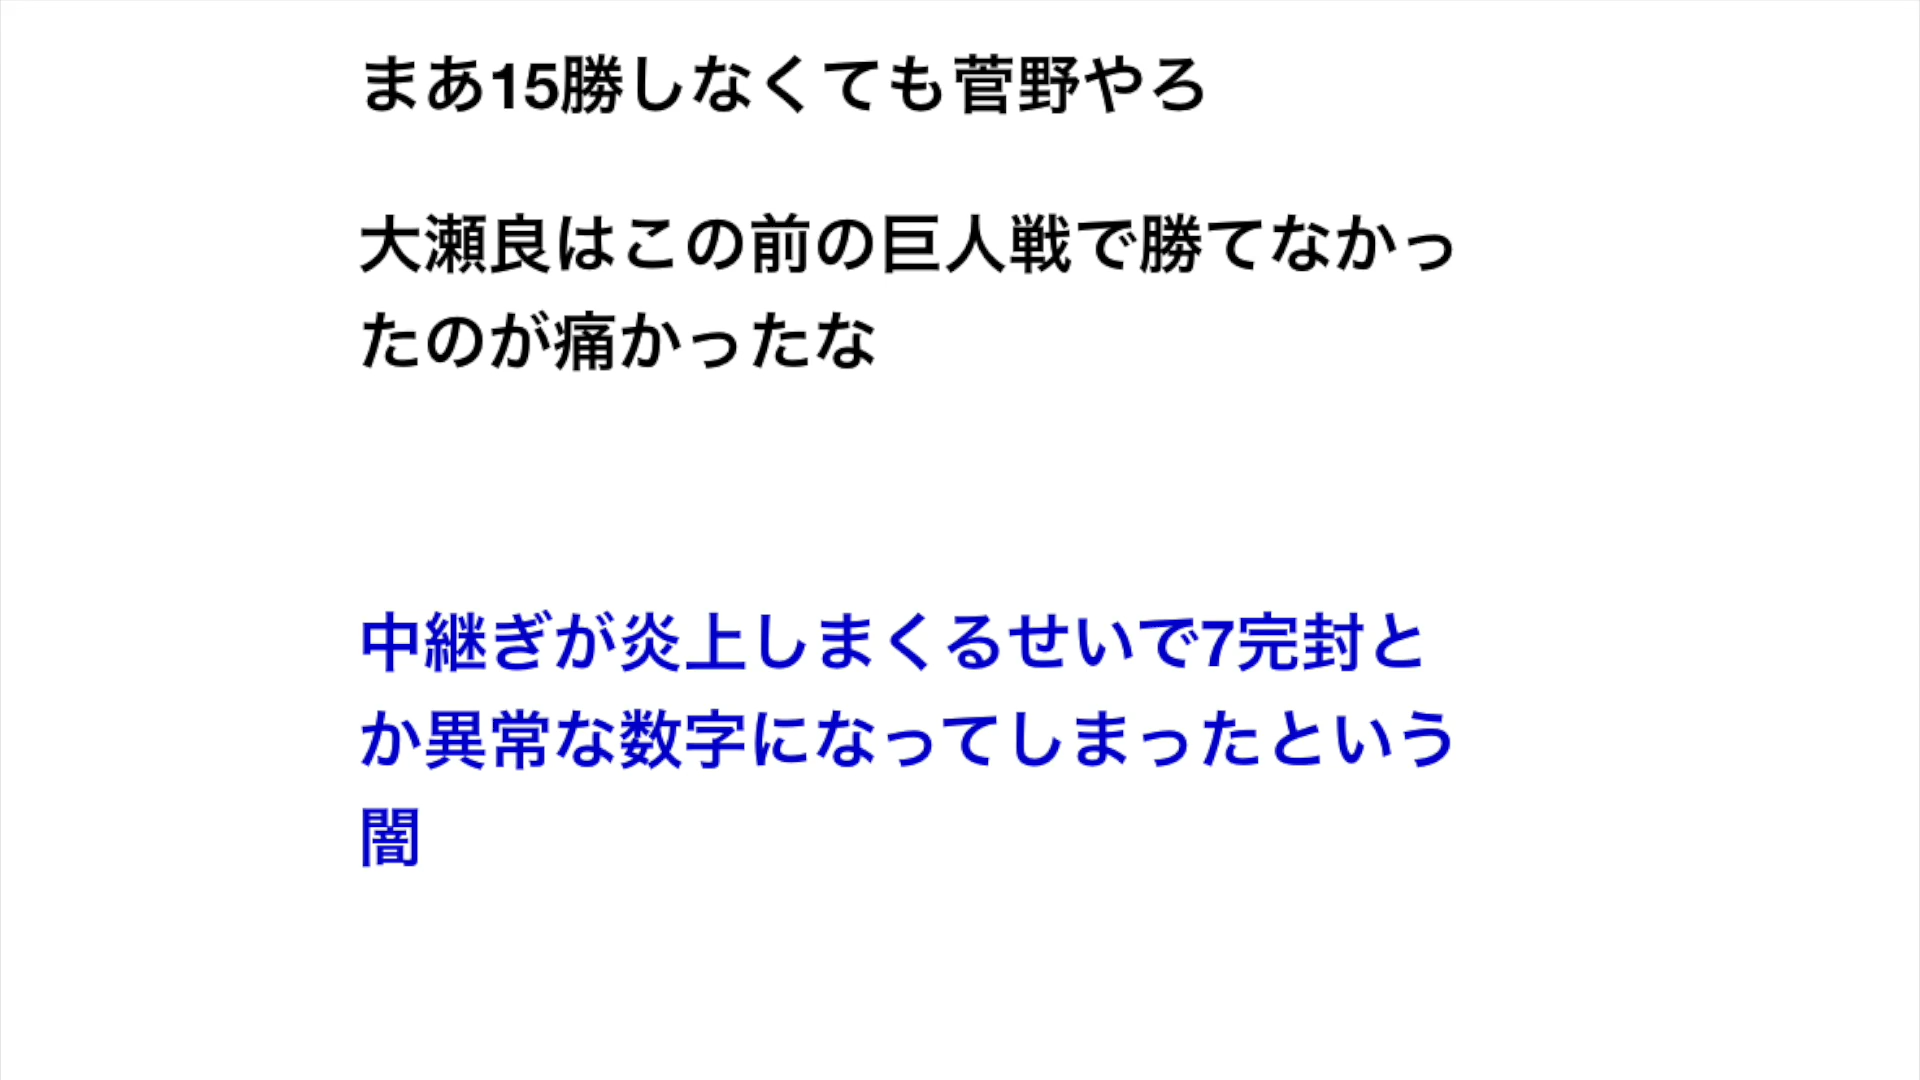 まあ15勝しなくても菅野やろ
大瀬良はこの前の巨人戦で勝てなかっ
たのが痛かったな
中継ぎが炎上しまくるせいで7完封と
か異常な数字になってしまったという
闇